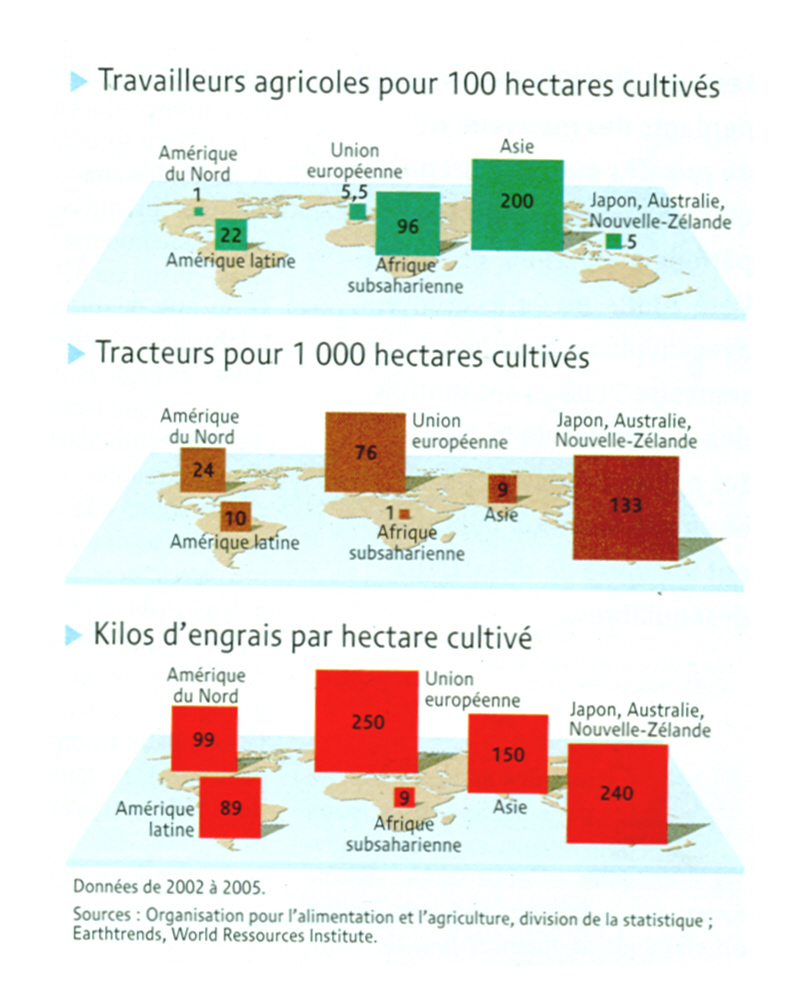 Travailleurs agricoles pour 100 hectares cultivés
Amérique
du Nord
1
22
Amérique latine
Union
européenne
5,5
96
Afrique
subsaharienne
Asie
200
Japon, Australie,
Nouvelle-Zélande
5
Tracteurs pour 1 000 hectares cultivés
Amérique
du Nord
24
10
Amérique latine
76
Union
européenne
1
Afrique
subsaharienne
9
Asie
Japon, Australie,
Nouvelle-Zélande
133
Kilos d'engrais par hectare cultivé
Amérique
du Nord
99
Amérique
latine
89
250
Union
européenne
9
Afrique
subsaharienne
150
Asie
Japon, Australie,
Nouvelle-Zélande
240
Données de 2002 à 2005.
Sources : Organisation pour l'alimentation et l'agriculture, division de la statistique ;
Earthtrends, World Ressources Institute.